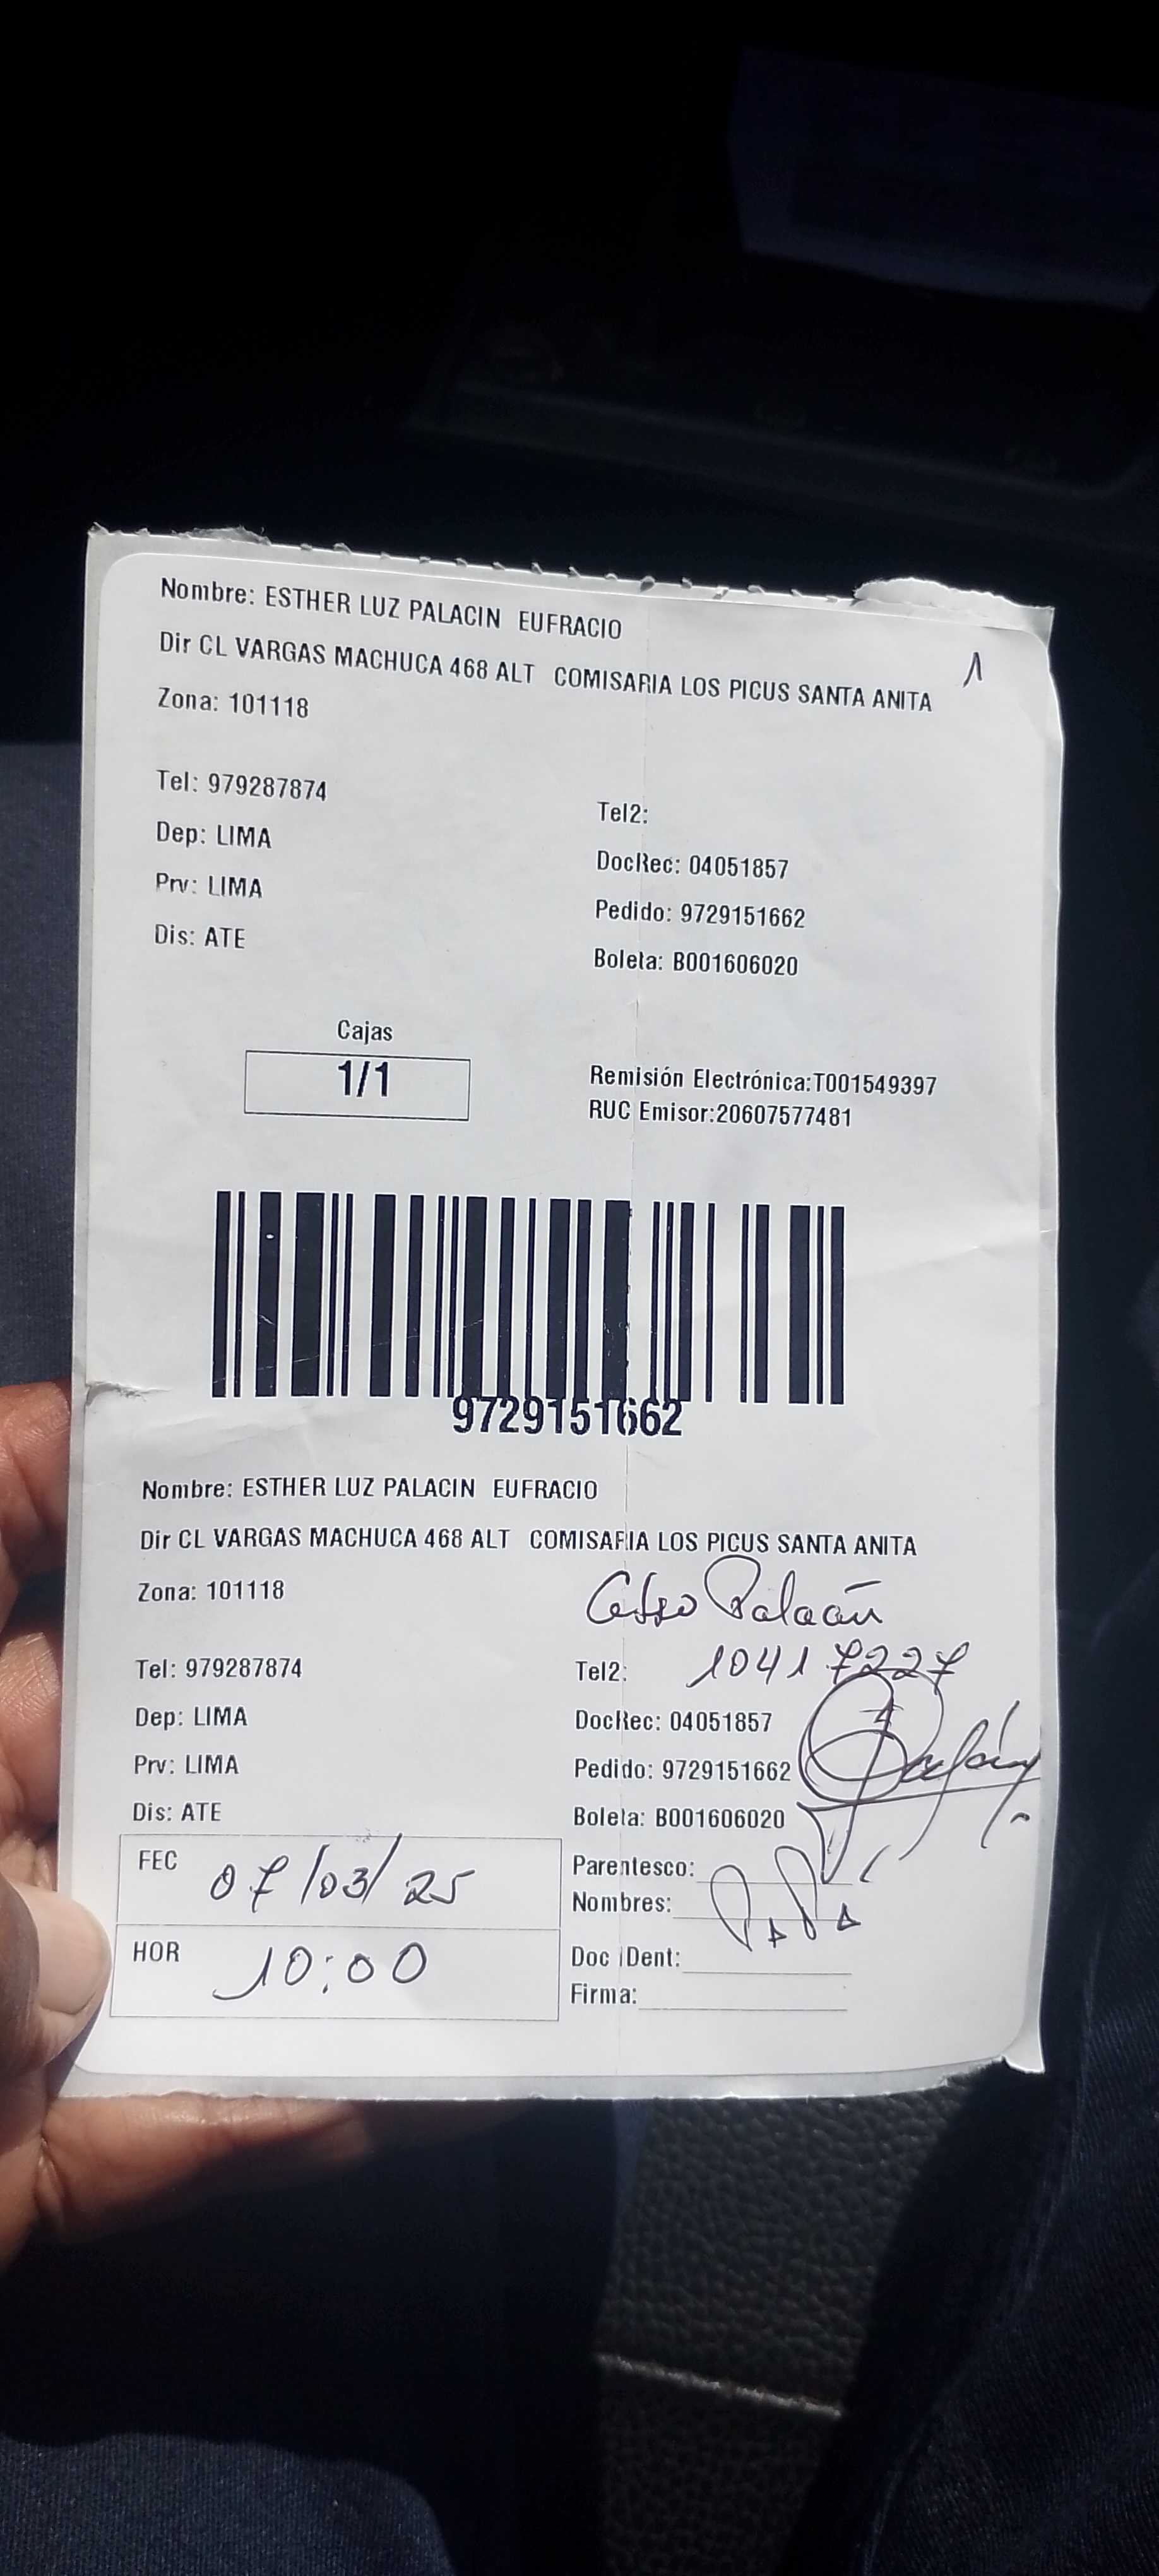 Nombre: ESTHER LUZ PALACIN EUFRACIO
Dir CL VARGAS MACHUCA 468 ALT COMISARIA LOS PICUS SANTA ANITA
1
Zona: 101118
Tel: 979287874
Tel2:
Dep: LIMA
DocRec: 04051857
Prv: LIMA
Pedido: 9729151662
Dis: ATE
Boleta: B001606020
Cajas
1/1
Remisión Electrónica:T001549397
RUC Emisor:20607577481
9729151662
Nombre: ESTHER LUZ PALACIN EUFRACIO
Dir CL VARGAS MACHUCA 468 ALT COMISARIA LOS PICUS SANTA ANITA
Zona: 101118
Palacín
Tel: 979287874
Tel2: 10417227
Dep: LIMA
DocRec: 04051857
Prv: LIMA
Pedido: 9729151662
Dis: ATE
Boleta: B001606020
FEC 07/03/25
Parentesco:
Nombres:
HOR 10:00
Doc iDent:
Firma: